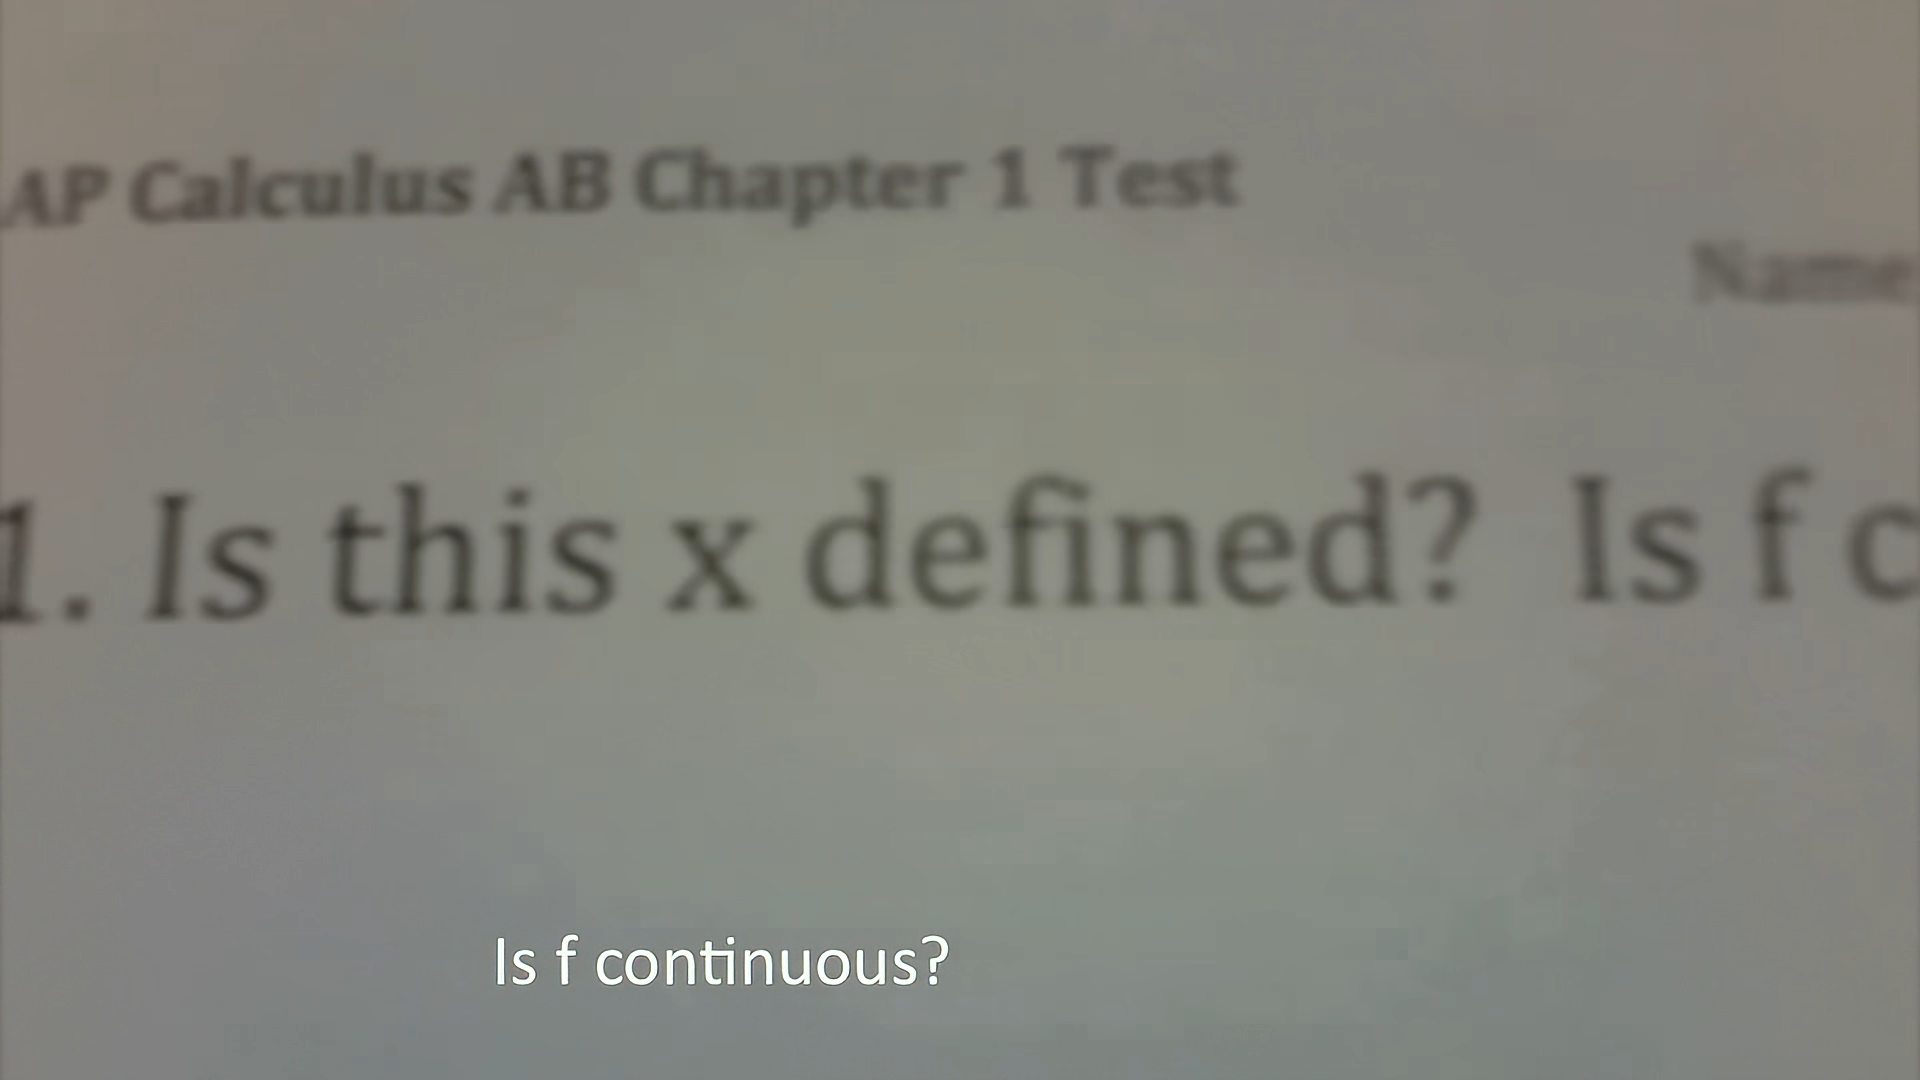 AP Calculus AB Chapter 1 Test
Name
1. Is this x defined? Is f c
Is f continuous?